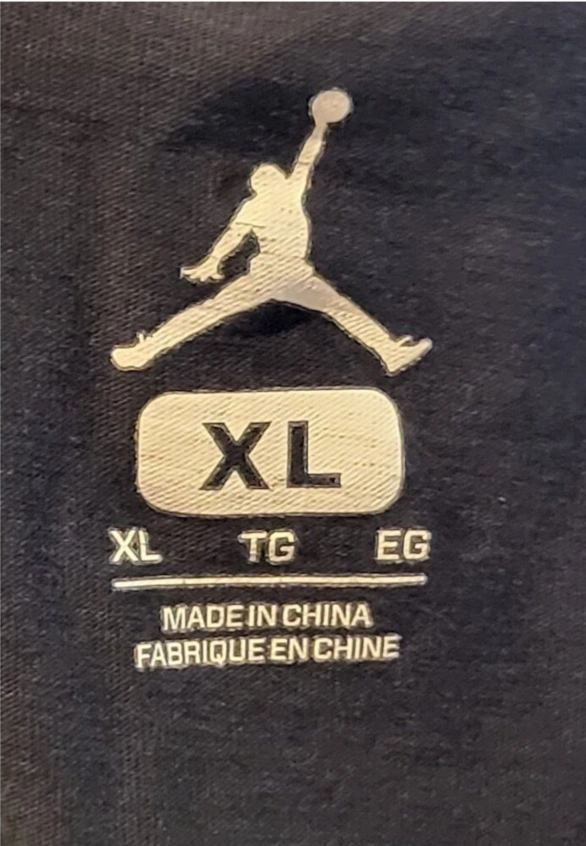 XL
XL TG EG
MADE IN CHINA
FABRIQUE EN CHINE